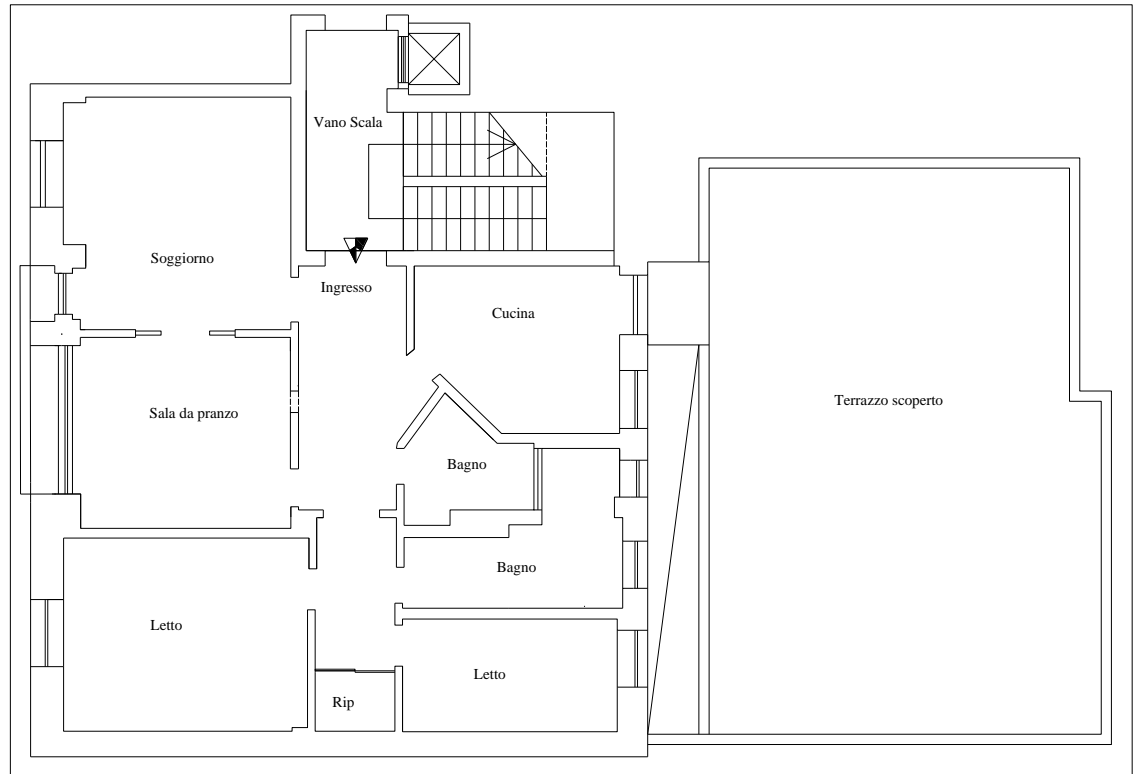 Vano Scala
Soggiorno
Ingresso
Cucina
Sala da pranzo
Terrazzo scoperto
Bagno
Bagno
Letto
Letto
Rip